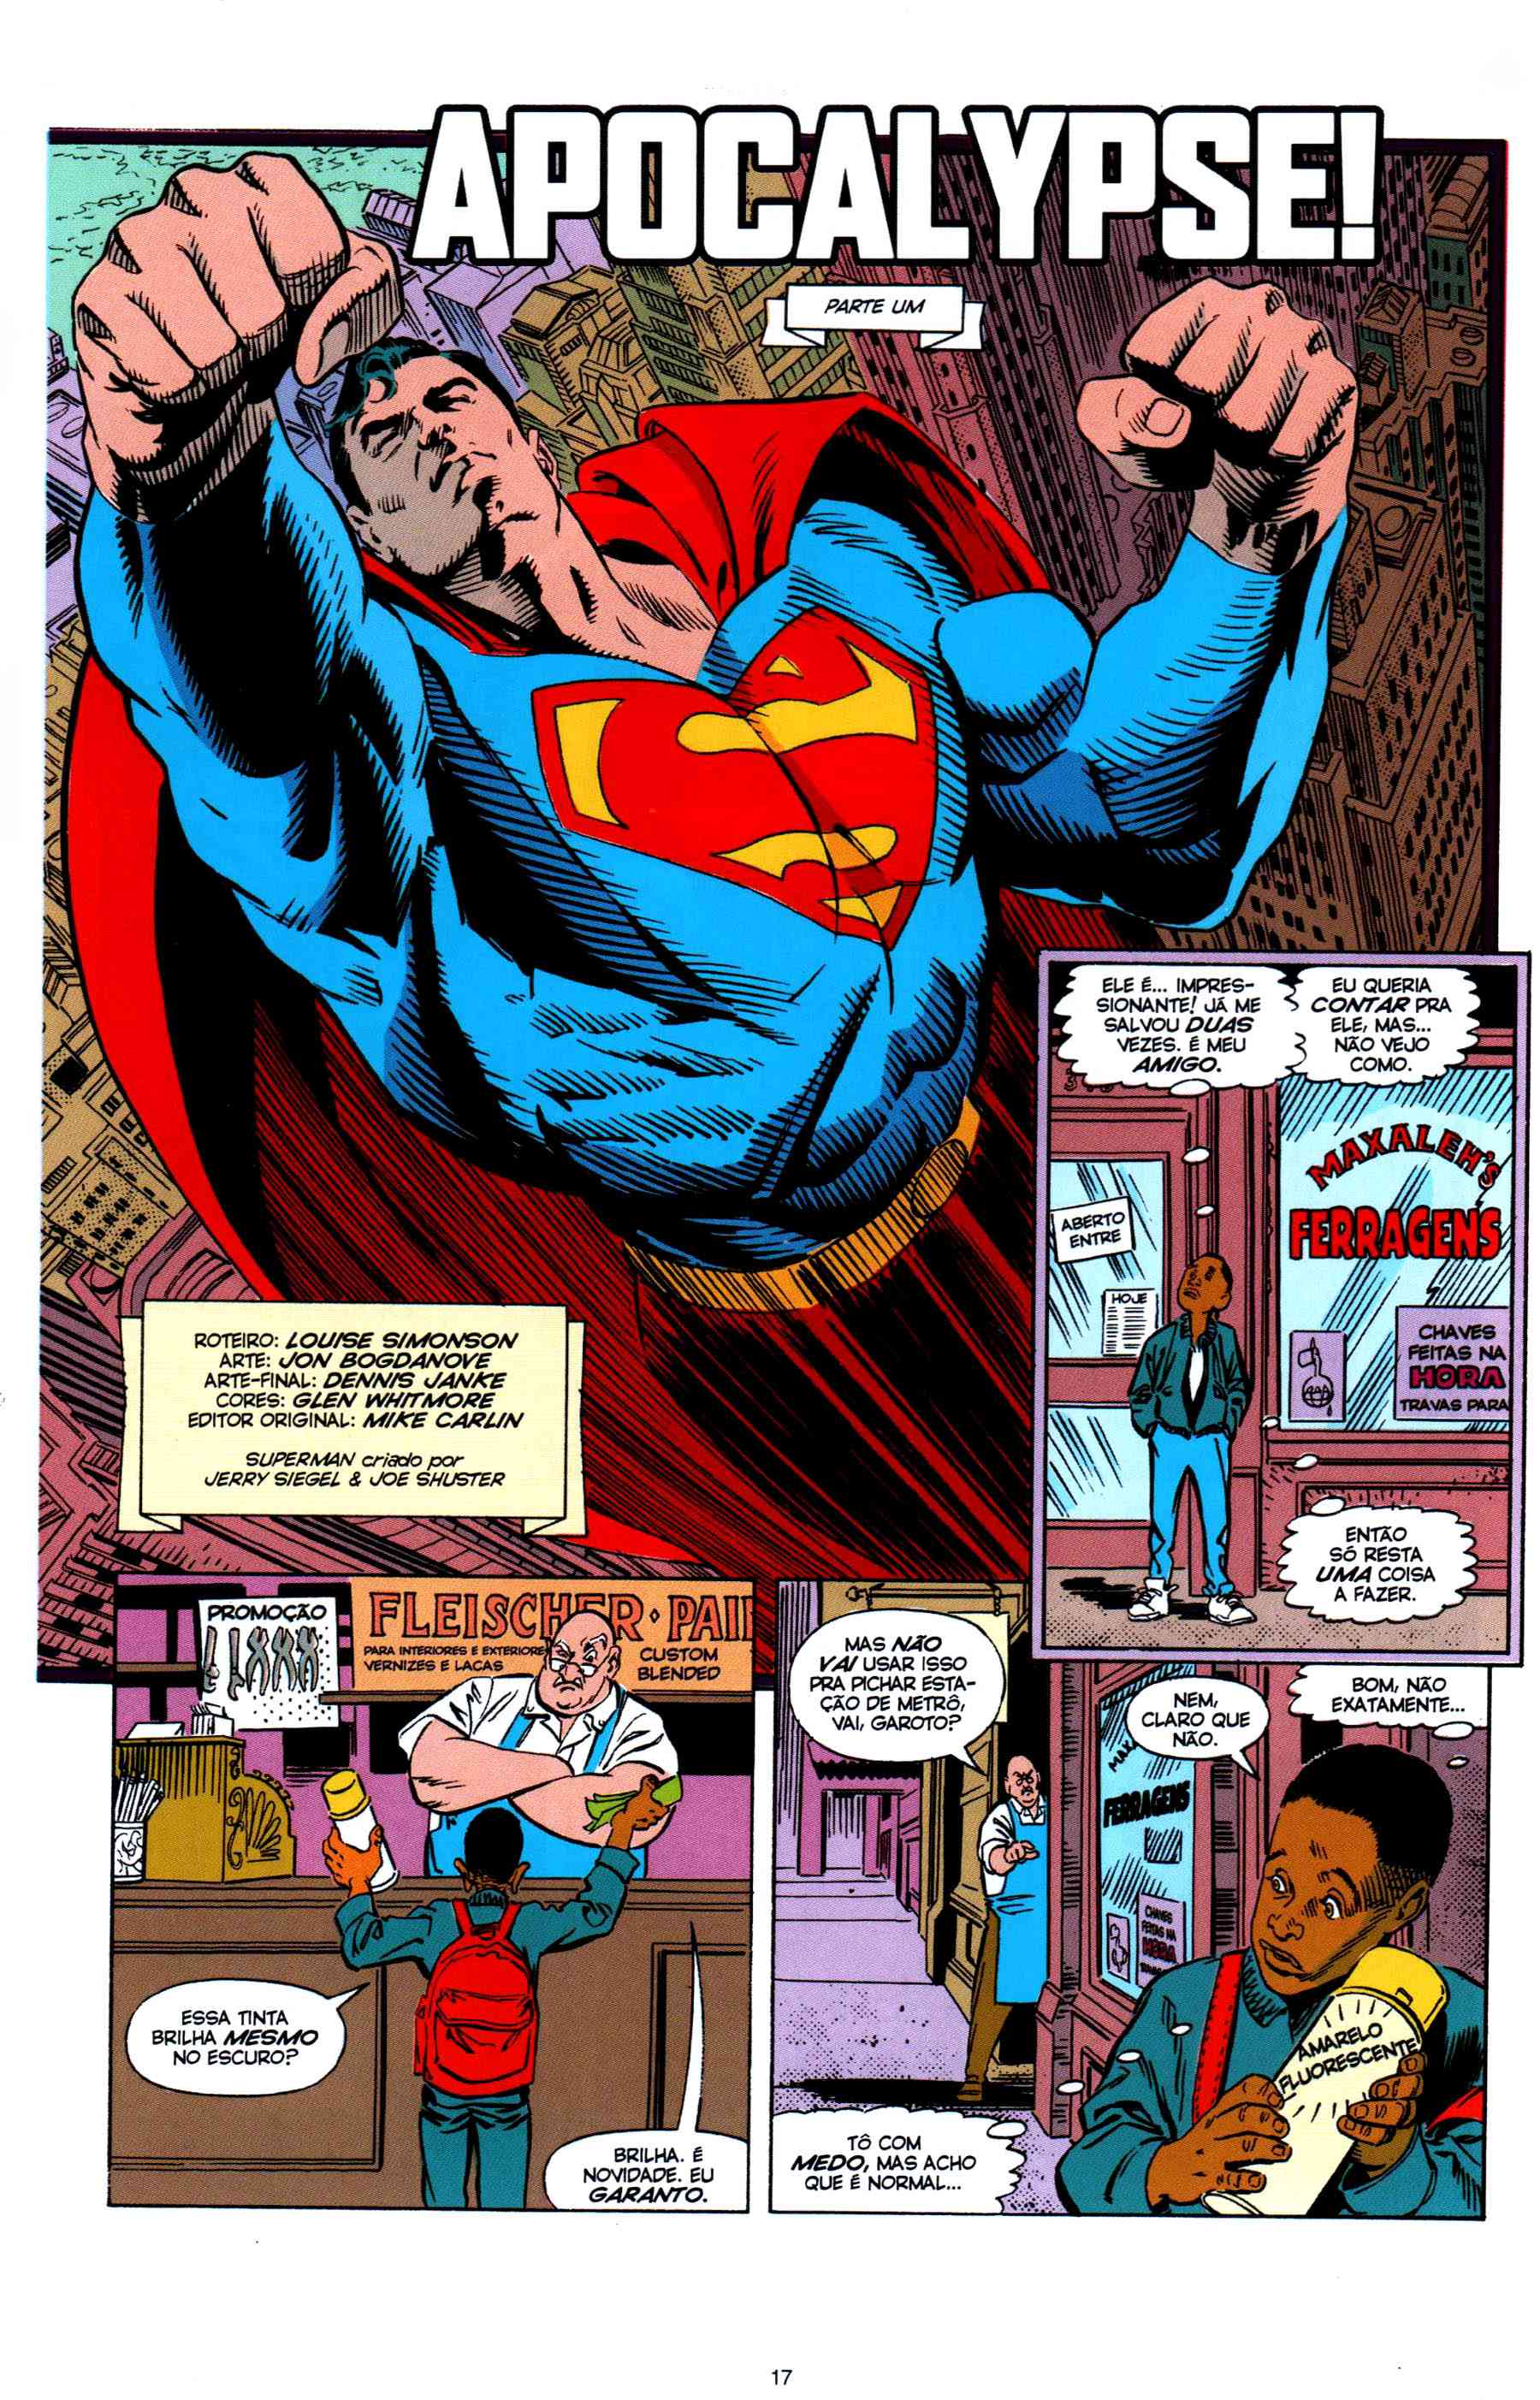 APOCALYPSE!
PARTE UM
ELE É... IMPRES-
SIONANTE! JÁ ME
SALVOU DUAS
VEZES. É MEU
AMIGO.
EU QUERIA
CONTAR PRA
ELE, MAS...
NÃO VEJO
COMO.
MAXALEH'S
FERRAGENS
ABERTO
ENTRE
HOJE
CHAVES
FEITAS NA
HORA
TRAVAS PARA
ENTÃO
SÓ RESTA
UMA COISA
A FAZER.
ROTEIRO: LOUISE SIMONSON
ARTE: JON BOGDANOVE
ARTE-FINAL: DENNIS JANKE
CORES: GLEN WHITMORE
EDITOR ORIGINAL: MIKE CARLIN
SUPERMAN criado por
JERRY SIEGEL & JOE SHUSTER
PROMOÇÃO
FLEISCHER • PAI
PARA INTERIORES E EXTERIORES
VERNIZES E LACAS
CUSTOM
BLENDED
ESSA TINTA
BRILHA MESMO
NO ESCURO?
BRILHA. É
NOVIDADE. EU
GARANTO.
MAS NÃO
VAI USAR ISSO
PRA PICHAR ESTA-
ÇÃO DE METRÔ,
VAI, GAROTO?
NEM,
CLARO QUE
NÃO.
BOM, NÃO
EXATAMENTE...
MAXA
FERRAGENS
CHAVES
FEITAS NA
HORA
AMARELO
FLUORESCENTE
TÔ COM
MEDO, MAS ACHO
QUE É NORMAL...
17